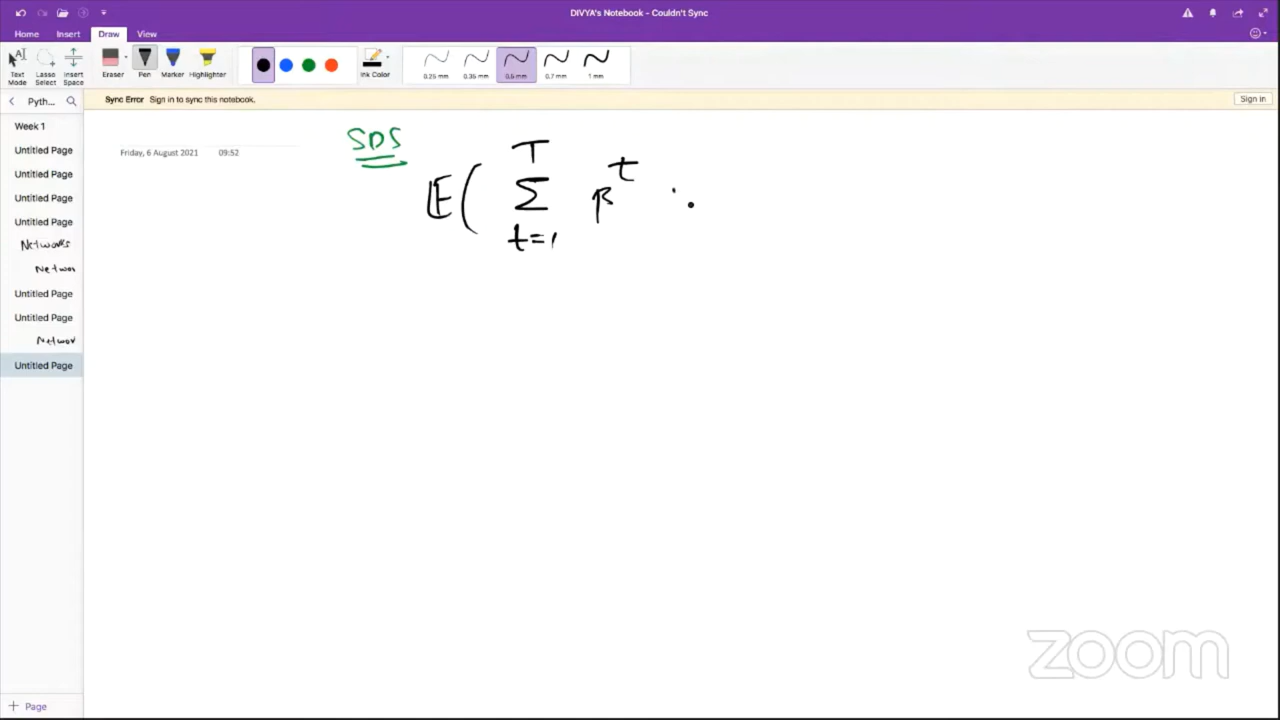 DIVYA's Notebook - Couldn't Sync
Home Insert Draw View
Text Mode
Lasso Select
Insert Space
Eraser
Pen
Marker
Highlighter
Ink Color
0.25 mm
0.35 mm
0.5 mm
0.7 mm
1 mm
Pyth...
Sync Error Sign in to sync this notebook.
Sign in
Week 1
Untitled Page
Untitled Page
Untitled Page
Untitled Page
Networks
Networ
Untitled Page
Untitled Page
Networ
Untitled Page
+ Page
Friday, 6 August 2021 09:52
SDS
T
𝔼( Σ β^t
t=1
zoom